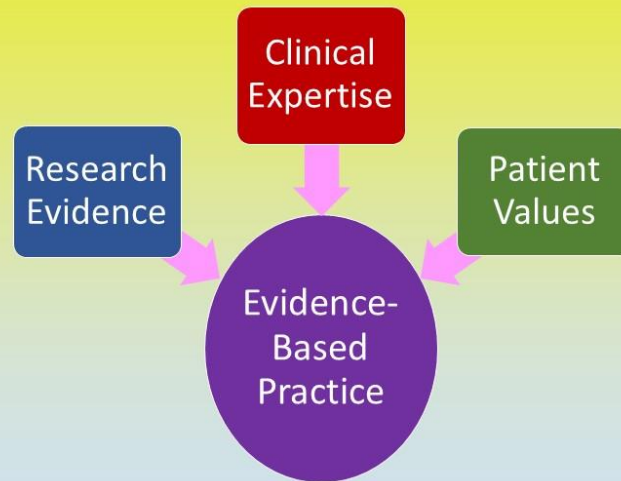 Clinical
Expertise
Research
Evidence
Patient
Values
Evidence-
Based
Practice